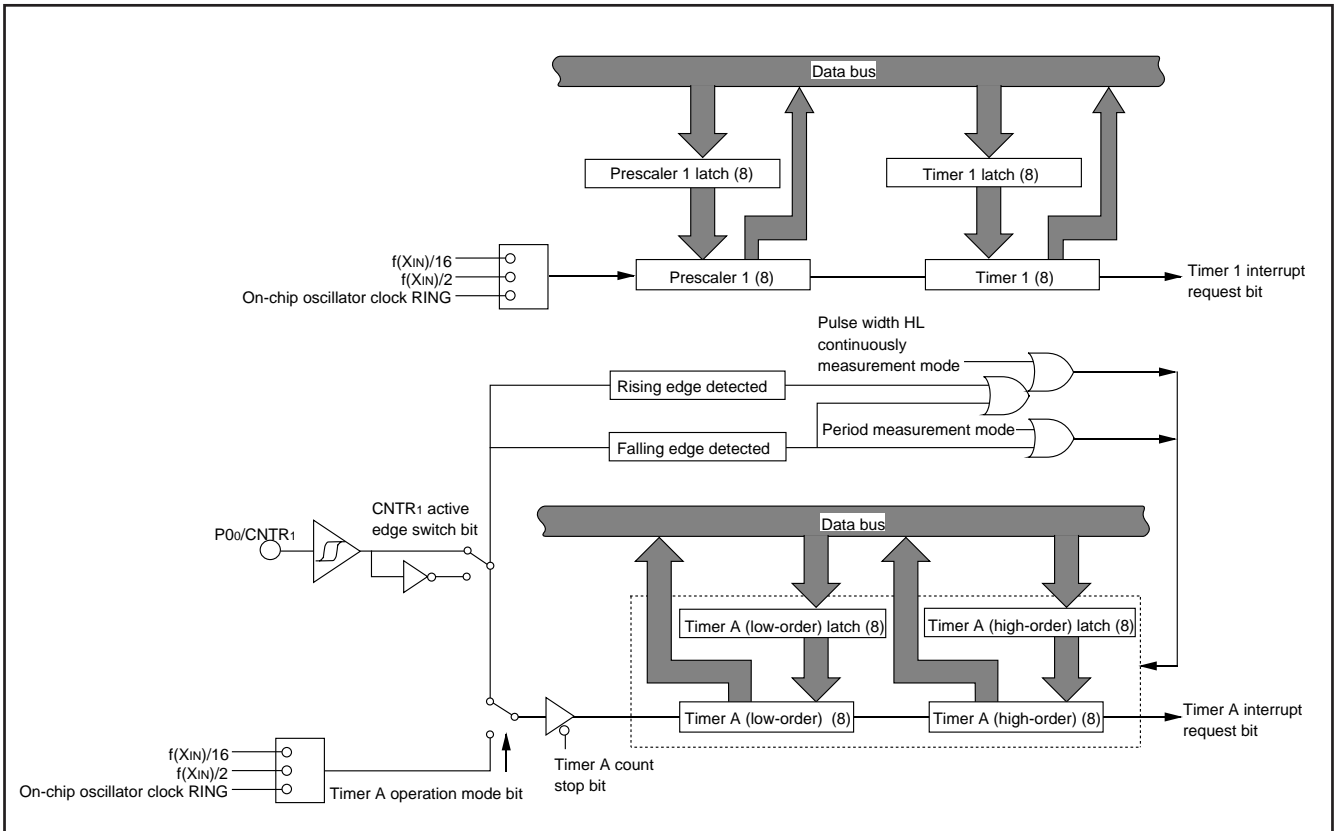 Data bus
Prescaler 1 latch (8)
Timer 1 latch (8)
f(XIN)/16
f(XIN)/2
On-chip oscillator clock RING
Prescaler 1 (8)
Timer 1 (8)
Timer 1 interrupt
request bit
Pulse width HL
continuously
measurement mode
Rising edge detected
Period measurement mode
Falling edge detected
CNTR1 active
edge switch bit
P00/CNTR1
Data bus
Timer A (low-order) latch (8)
Timer A (high-order) latch (8)
Timer A (low-order) (8)
Timer A (high-order) (8)
Timer A interrupt
request bit
f(XIN)/16
f(XIN)/2
On-chip oscillator clock RING
Timer A operation mode bit
Timer A count
stop bit